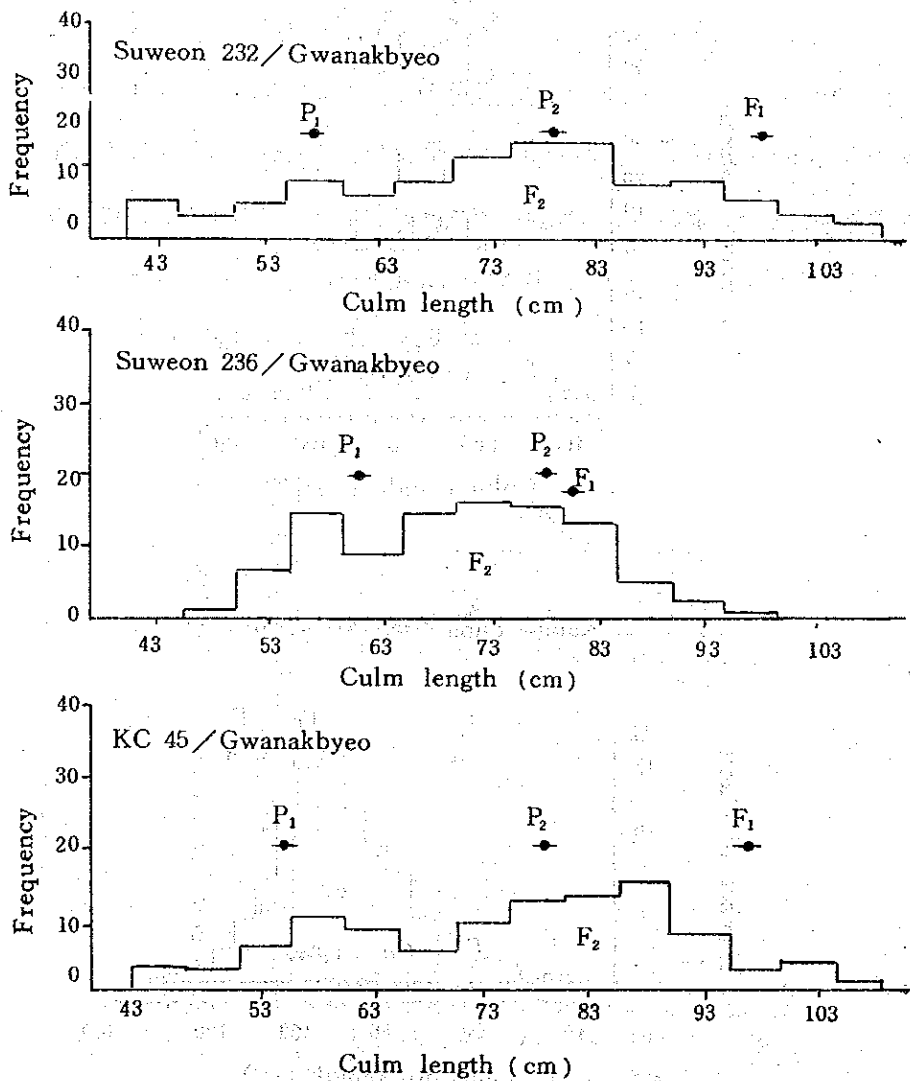 40
Suweon 232/Gwanakbyeo
30
P₁
P₂
F₁
20
Frequency
10
F₂
0
43 53 63 73 83 93 103
Culm length (cm)
40
Suweon 236/Gwanakbyeo
30
P₁
P₂
F₁
20
Frequency
10
F₂
0
43 53 63 73 83 93 103
Culm length (cm)
40
KC 45/Gwanakbyeo
30
P₁
P₂
F₁
20
Frequency
10
F₂
0
43 53 63 73 83 93 103
Culm length (cm)